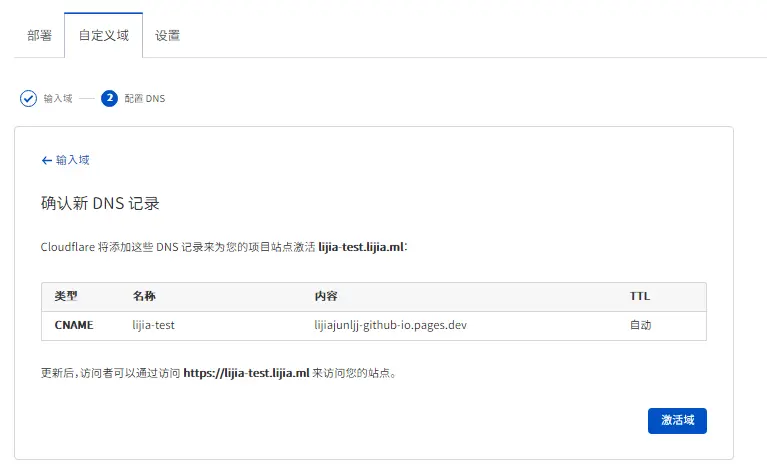 部署 自定义域 设置
输入域 2 配置 DNS
← 输入域
确认新 DNS 记录
Cloudflare 将添加这些 DNS 记录来为您的项目站点激活 lijia-test.lijia.ml：
类型 名称 内容 TTL
CNAME lijia-test lijiajunljj-github-io.pages.dev 自动
更新后，访问者可以通过访问 https://lijia-test.lijia.ml 来访问您的站点。
激活域